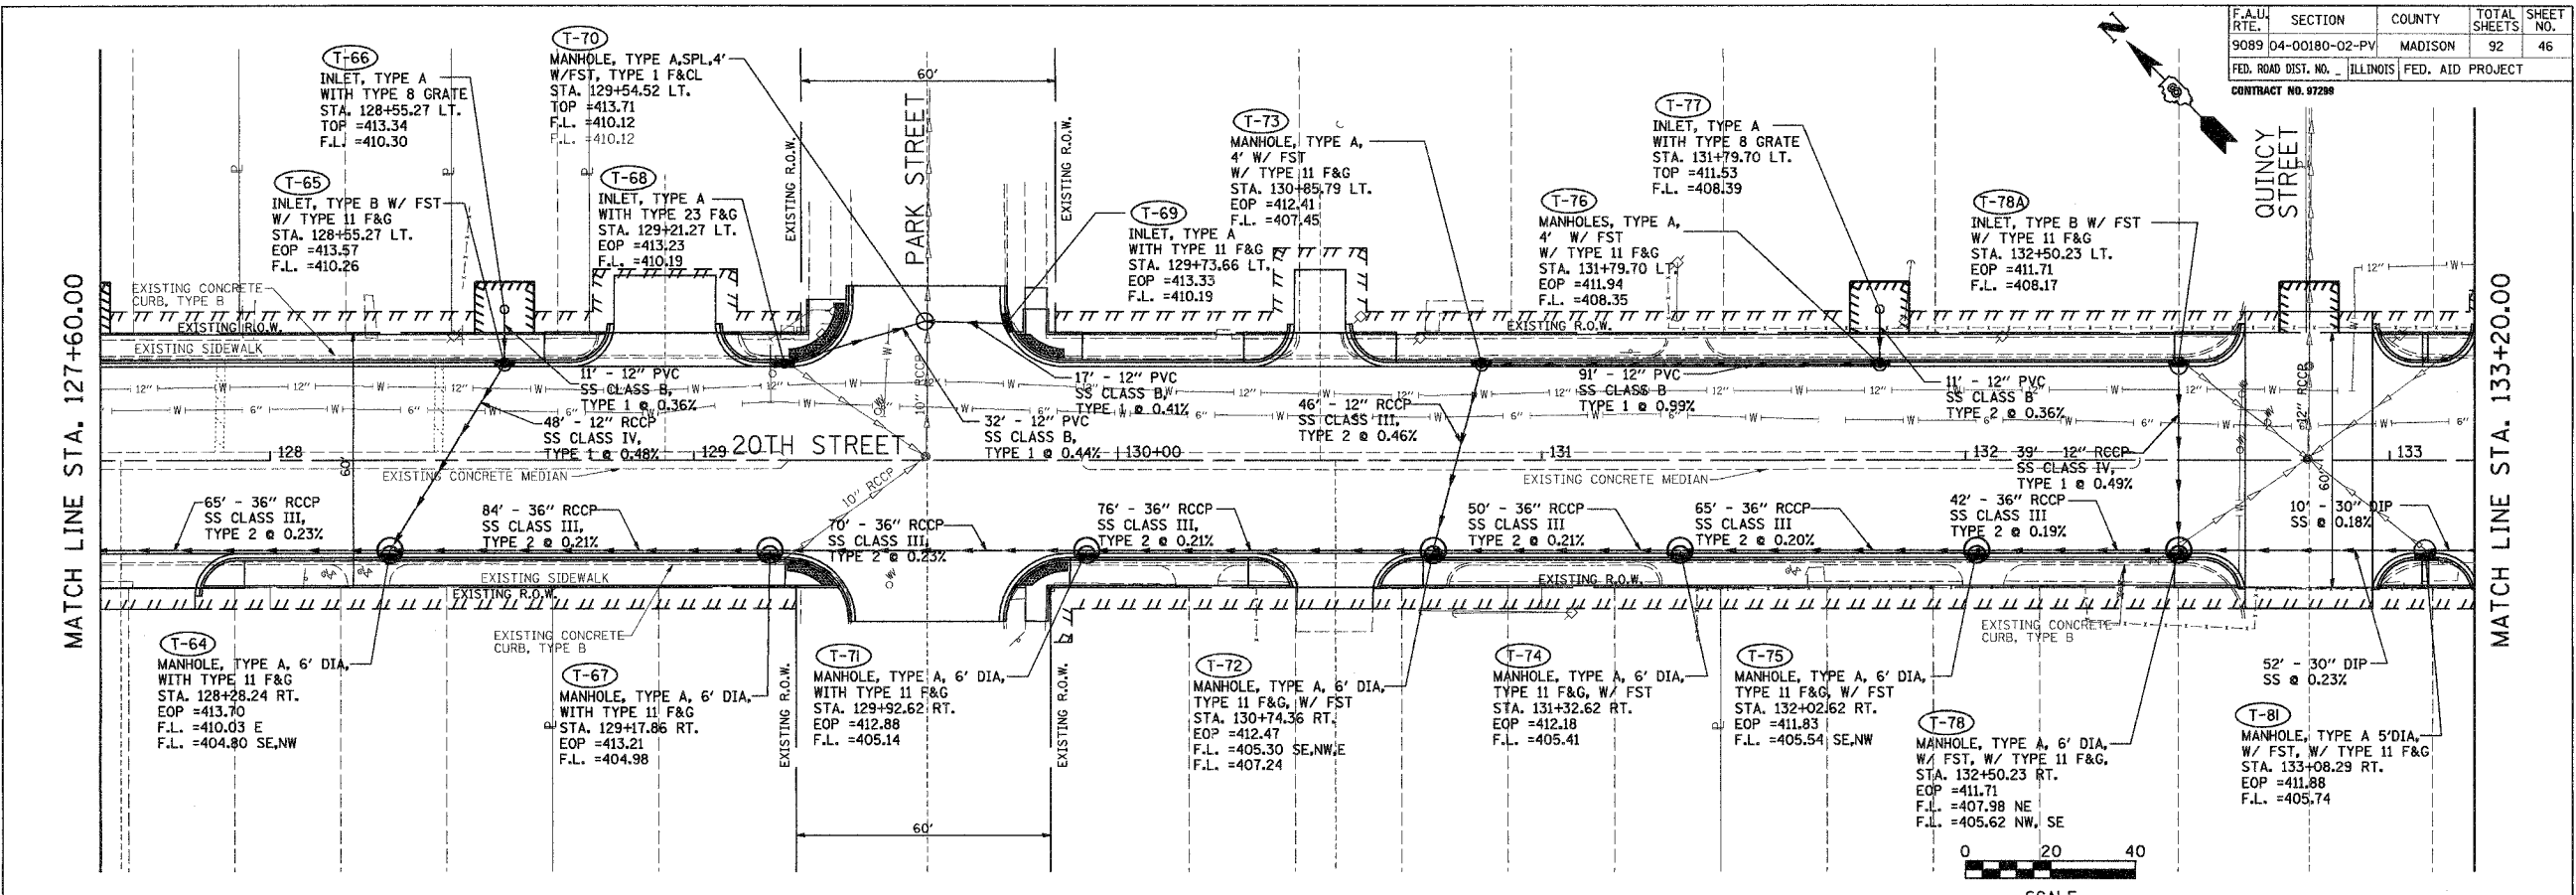 F.A.U. RTE. SECTION COUNTY TOTAL SHEETS SHEET NO.
9089 04-00180-02-PV MADISON 92 46
FED. ROAD DIST. NO. _ ILLINOIS FED. AID PROJECT
CONTRACT NO. 97299
N
T-66
INLET, TYPE A
WITH TYPE 8 GRATE
STA. 128+55.27 LT.
TOP =413.34
F.L. =410.30
T-65
INLET, TYPE B W/ FST
W/ TYPE 11 F&G
STA. 128+55.27 LT.
EOP =413.57
F.L. =410.26
T-70
MANHOLE, TYPE A,SPL,4'
W/FST, TYPE 1 F&CL
STA. 129+54.52 LT.
TOP =413.71
F.L. =410.12
F.L. =410.12
T-68
INLET, TYPE A
WITH TYPE 23 F&G
STA. 129+21.27 LT.
EOP =413.23
F.L. =410.19
60'
PARK STREET
EXISTING R.O.W.
EXISTING R.O.W.
T-69
INLET, TYPE A
WITH TYPE 11 F&G
STA. 129+73.66 LT.
EOP =413.33
F.L. =410.19
T-73
MANHOLE, TYPE A,
4' W/ FST
W/ TYPE 11 F&G
STA. 130+85.79 LT.
EOP =412.41
F.L. =407.45
T-76
MANHOLES, TYPE A,
4' W/ FST
W/ TYPE 11 F&G
STA. 131+79.70 LT.
EOP =411.94
F.L. =408.35
T-77
INLET, TYPE A
WITH TYPE 8 GRATE
STA. 131+79.70 LT.
TOP =411.53
F.L. =408.39
T-78A
INLET, TYPE B W/ FST
W/ TYPE 11 F&G
STA. 132+50.23 LT.
EOP =411.71
F.L. =408.17
QUINCY
STREET
MATCH LINE STA. 127+60.00
MATCH LINE STA. 133+20.00
EXISTING CONCRETE
CURB, TYPE B
EXISTING R.O.W.
EXISTING SIDEWALK
EXISTING R.O.W.
11' - 12" PVC
SS CLASS B,
TYPE 1 @ 0.36%
48' - 12" RCCP
SS CLASS IV,
TYPE 1 @ 0.48%
10" RCCP
17' - 12" PVC
SS CLASS B,
TYPE 1 @ 0.41%
32' - 12" PVC
SS CLASS B,
TYPE 1 @ 0.44%
46' - 12" RCCP
SS CLASS III,
TYPE 2 @ 0.46%
91' - 12" PVC
SS CLASS B
TYPE 1 @ 0.99%
11' - 12" PVC
SS CLASS B
TYPE 2 @ 0.36%
39' - 12" RCCP
SS CLASS IV,
TYPE 1 @ 0.49%
12" RCCP
60'
128
129
20TH STREET
130+00
131
132
133
60'
EXISTING CONCRETE MEDIAN
EXISTING CONCRETE MEDIAN
65' - 36" RCCP
SS CLASS III,
TYPE 2 @ 0.23%
84' - 36" RCCP
SS CLASS III,
TYPE 2 @ 0.21%
10" RCCP
70' - 36" RCCP
SS CLASS III,
TYPE 2 @ 0.23%
76' - 36" RCCP
SS CLASS III,
TYPE 2 @ 0.21%
50' - 36" RCCP
SS CLASS III
TYPE 2 @ 0.21%
65' - 36" RCCP
SS CLASS III
TYPE 2 @ 0.20%
42' - 36" RCCP
SS CLASS III
TYPE 2 @ 0.19%
10' - 30" DIP
SS @ 0.18%
EXISTING SIDEWALK
EXISTING R.O.W.
EXISTING R.O.W.
EXISTING CONCRETE
CURB, TYPE B
EXISTING CONCRETE
CURB, TYPE B
T-64
MANHOLE, TYPE A, 6' DIA,
WITH TYPE 11 F&G
STA. 128+28.24 RT.
EOP =413.70
F.L. =410.03 E
F.L. =404.80 SE,NW
T-67
MANHOLE, TYPE A, 6' DIA,
WITH TYPE 11 F&G
STA. 129+17.86 RT.
EOP =413.21
F.L. =404.98
EXISTING R.O.W.
EXISTING R.O.W.
60'
T-71
MANHOLE, TYPE A, 6' DIA,
WITH TYPE 11 F&G
STA. 129+92.62 RT.
EOP =412.88
F.L. =405.14
T-72
MANHOLE, TYPE A, 6' DIA,
TYPE 11 F&G, W/ FST
STA. 130+74.36 RT.
EOP =412.47
F.L. =405.30 SE,NW,E
F.L. =407.24
T-74
MANHOLE, TYPE A, 6' DIA,
TYPE 11 F&G, W/ FST
STA. 131+32.62 RT.
EOP =412.18
F.L. =405.41
T-75
MANHOLE, TYPE A, 6' DIA,
TYPE 11 F&G, W/ FST
STA. 132+02.62 RT.
EOP =411.83
F.L. =405.54 SE,NW
T-78
MANHOLE, TYPE A, 6' DIA,
W/ FST, W/ TYPE 11 F&G,
STA. 132+50.23 RT.
EOP =411.71
F.L. =407.98 NE
F.L. =405.62 NW, SE
52' - 30" DIP
SS @ 0.23%
T-81
MANHOLE, TYPE A 5'DIA,
W/ FST, W/ TYPE 11 F&G
STA. 133+08.29 RT.
EOP =411.88
F.L. =405.74
0 20 40